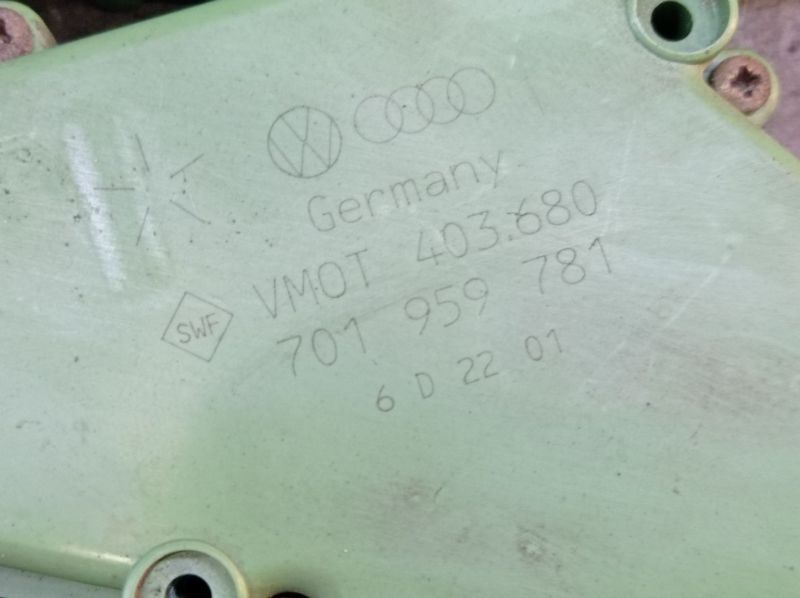 Germany
VMOT 403.680
SWF
701 959 781
6 D 22 01